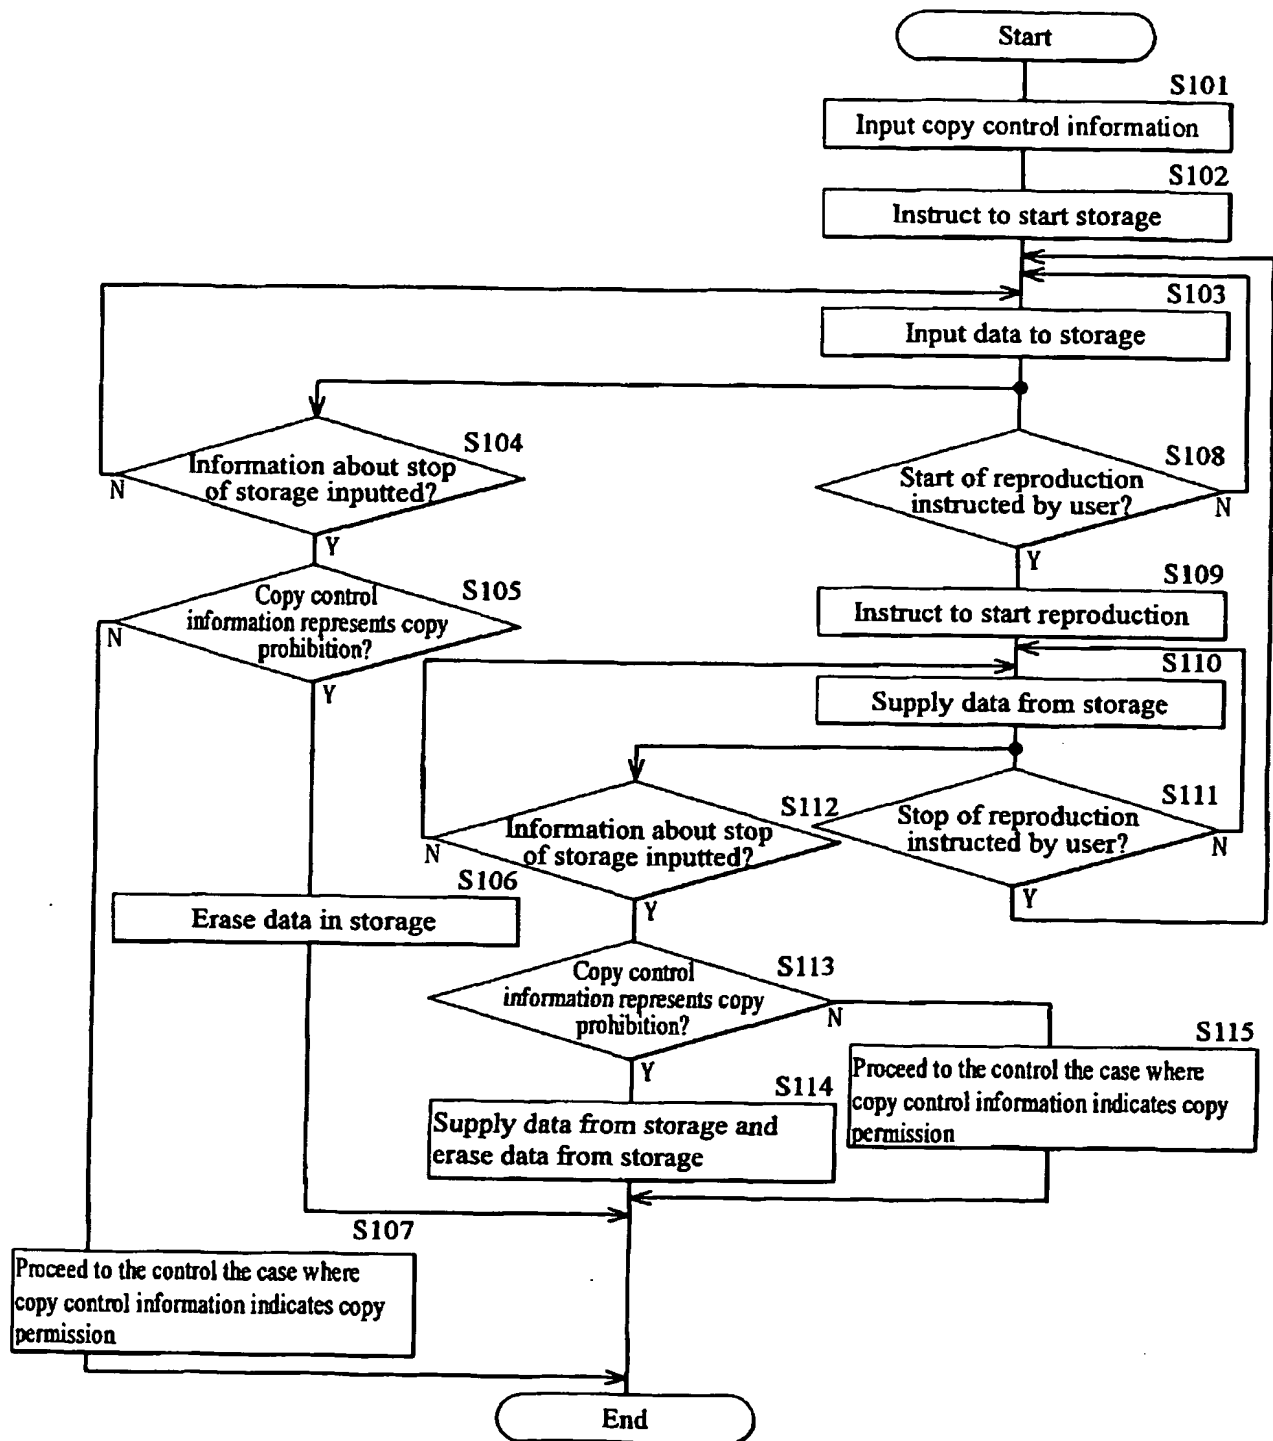 Start
S101
Input copy control information
S102
Instruct to start storage
S103
Input data to storage
S104
Information about stop
of storage inputted?
N
Y
S108
Start of reproduction
instructed by user?
N
Y
S105
Copy control
information represents copy
prohibition?
N
Y
S109
Instruct to start reproduction
S110
Supply data from storage
S112
Information about stop
of storage inputted?
N
Y
S111
Stop of reproduction
instructed by user?
N
Y
S106
Erase data in storage
S113
Copy control
information represents copy
prohibition?
N
Y
S114
Supply data from storage and
erase data from storage
S115
Proceed to the control the case where
copy control information indicates copy
permission
S107
Proceed to the control the case where
copy control information indicates copy
permission
End